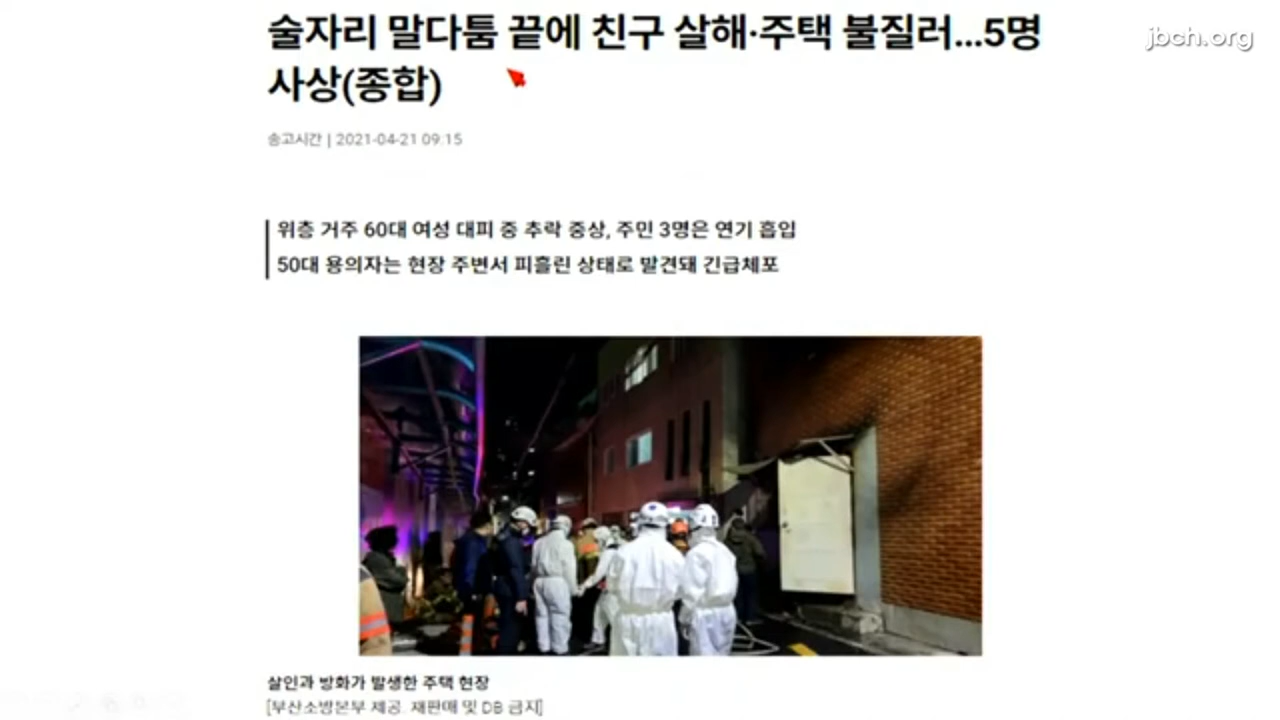 술자리 말다툼 끝에 친구 살해·주택 불질러...5명
사상(종합)
jbch.org
송고시간 | 2021-04-21 09:15
위층 거주 60대 여성 대피 중 추락 중상, 주민 3명은 연기 흡입
50대 용의자는 현장 주변서 피흘린 상태로 발견돼 긴급체포
살인과 방화가 발생한 주택 현장
[부산소방본부 제공. 재판매 및 DB 금지]